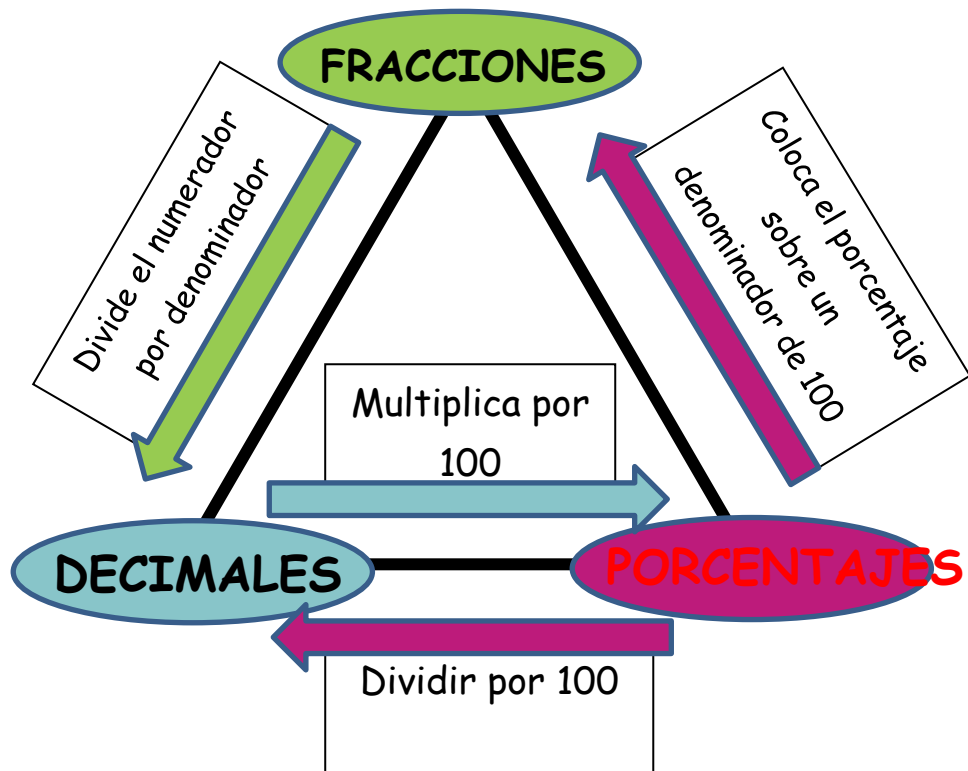 FRACCIONES
Divide el numerador
por denominador
Coloca el porcentaje
sobre un
denominador de 100
Multiplica por
100
DECIMALES
PORCENTAJES
Dividir por 100